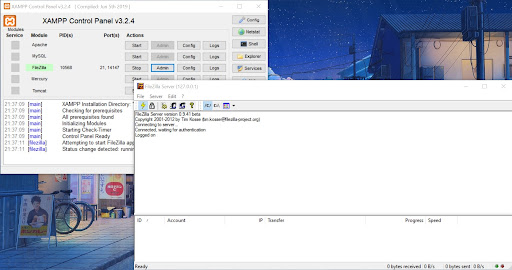 XAMPP Control Panel v3.2.4 [ Compiled: Jun 5th 2019 ]
XAMPP Control Panel v3.2.4
Modules
Service Module PID(s) Port(s) Actions
Apache Start Admin Config Logs
MySQL Start Admin Config Logs
FileZilla 21, 14147 Stop Admin Config Logs
Mercury Start Admin Config Logs
Tomcat Start Admin Config Logs
Config
Netstat
Shell
Explorer
Services
21:37:09 [main] XAMPP Installation Directory:
21:37:09 [main] Checking for prerequisites
21:37:09 [main] All prerequisites found
21:37:09 [main] Initializing Modules
21:37:09 [main] Starting Check-Timer
21:37:09 [main] Control Panel Ready
21:37:11 [filezilla] Attempting to start FileZilla app
21:37:11 [filezilla] Status change detected: runnin
FileZilla Server (127.0.0.1)
File Server Edit ?
FileZilla Server version 0.9.41 beta
Copyright 2001-2012 by Tim Kosse (tim.kosse@filezilla-project.org)
Connecting to server...
Connected, waiting for authentication
Logged on
ID / Account IP Transfer Progress Speed
Ready 0 bytes received 0 B/s 0 bytes sent 0 B/s